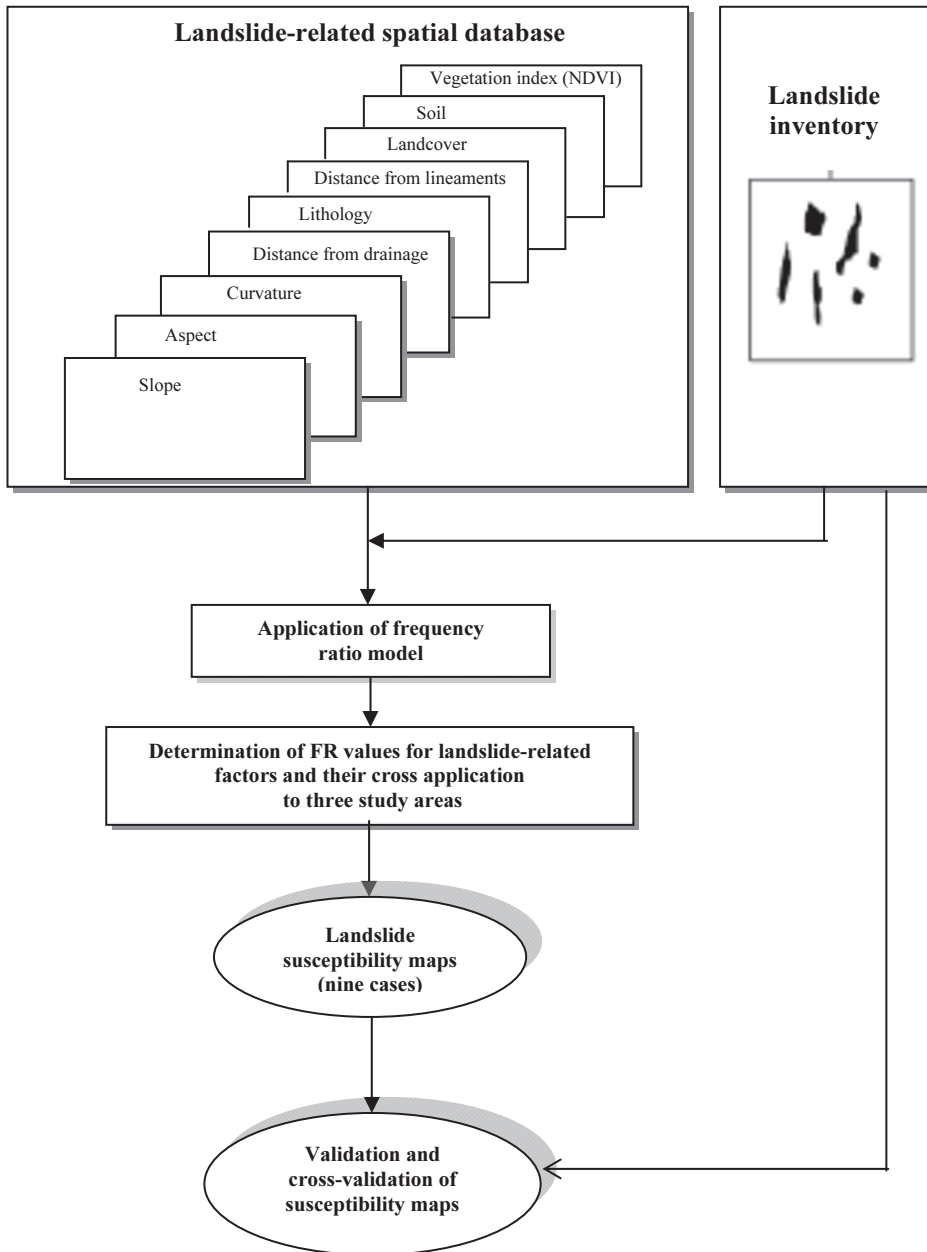 Landslide-related spatial database
Vegetation index (NDVI)
Soil
Landcover
Distance from lineaments
Lithology
Distance from drainage
Curvature
Aspect
Slope
Landslide
inventory
Application of frequency
ratio model
Determination of FR values for landslide-related
factors and their cross application
to three study areas
Landslide
susceptibility maps
(nine cases)
Validation and
cross-validation of
susceptibility maps